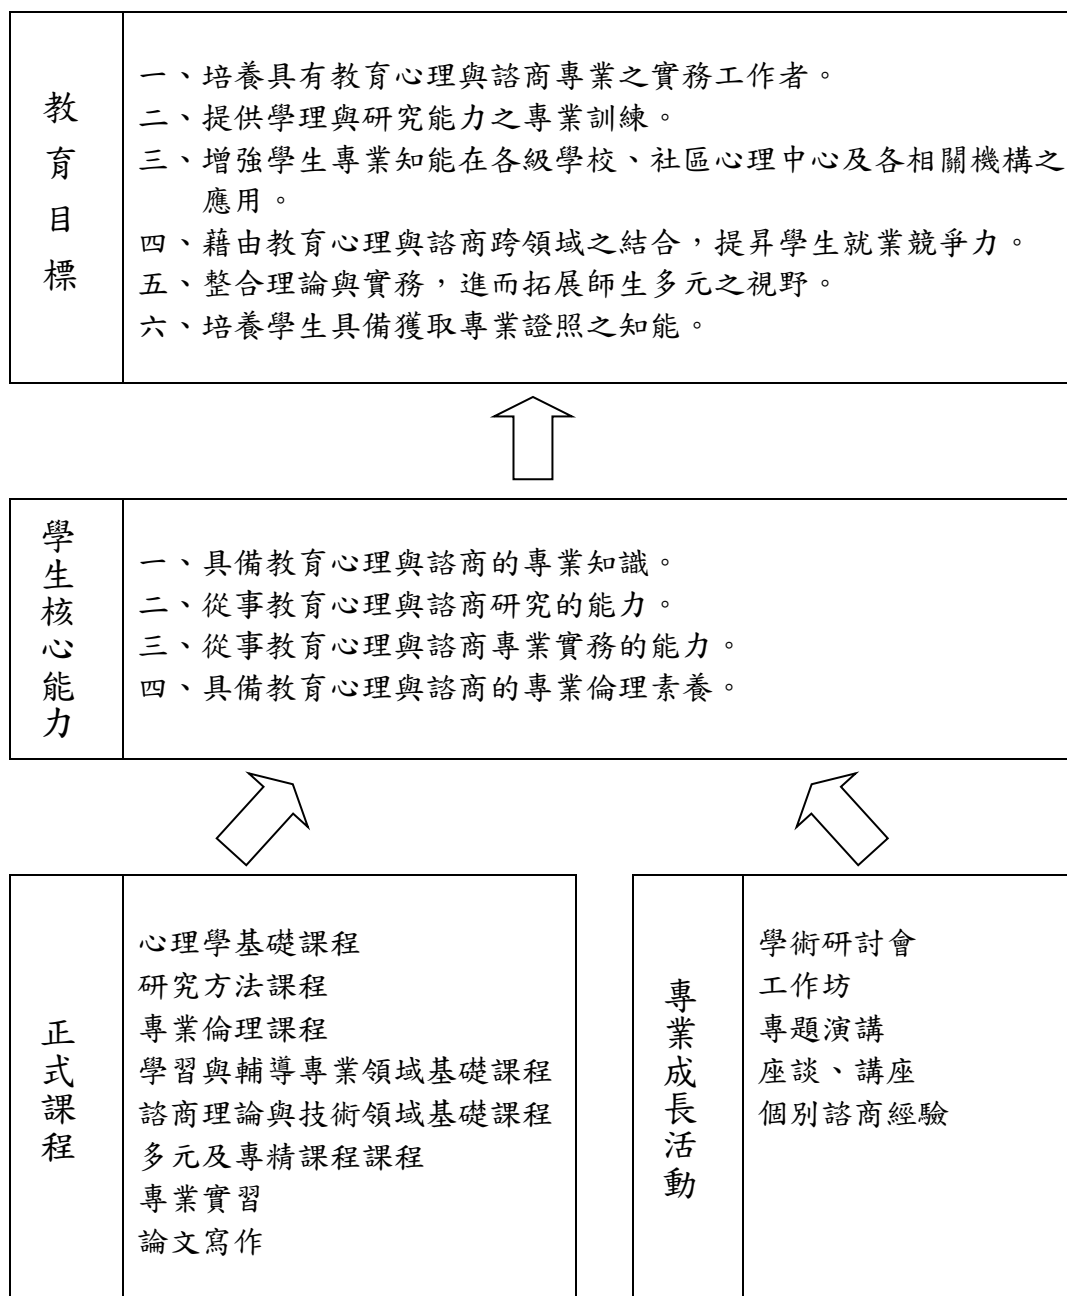 教育目標
一、培養具有教育心理與諮商專業之實務工作者。
二、提供學理與研究能力之專業訓練。
三、增強學生專業知能在各級學校、社區心理中心及各相關機構之
應用。
四、藉由教育心理與諮商跨領域之結合，提昇學生就業競爭力。
五、整合理論與實務，進而拓展師生多元之視野。
六、培養學生具備獲取專業證照之知能。
學生核心能力
一、具備教育心理與諮商的專業知識。
二、從事教育心理與諮商研究的能力。
三、從事教育心理與諮商專業實務的能力。
四、具備教育心理與諮商的專業倫理素養。
正式課程
心理學基礎課程
研究方法課程
專業倫理課程
學習與輔導專業領域基礎課程
諮商理論與技術領域基礎課程
多元及專精課程課程
專業實習
論文寫作
專業成長活動
學術研討會
工作坊
專題演講
座談、講座
個別諮商經驗